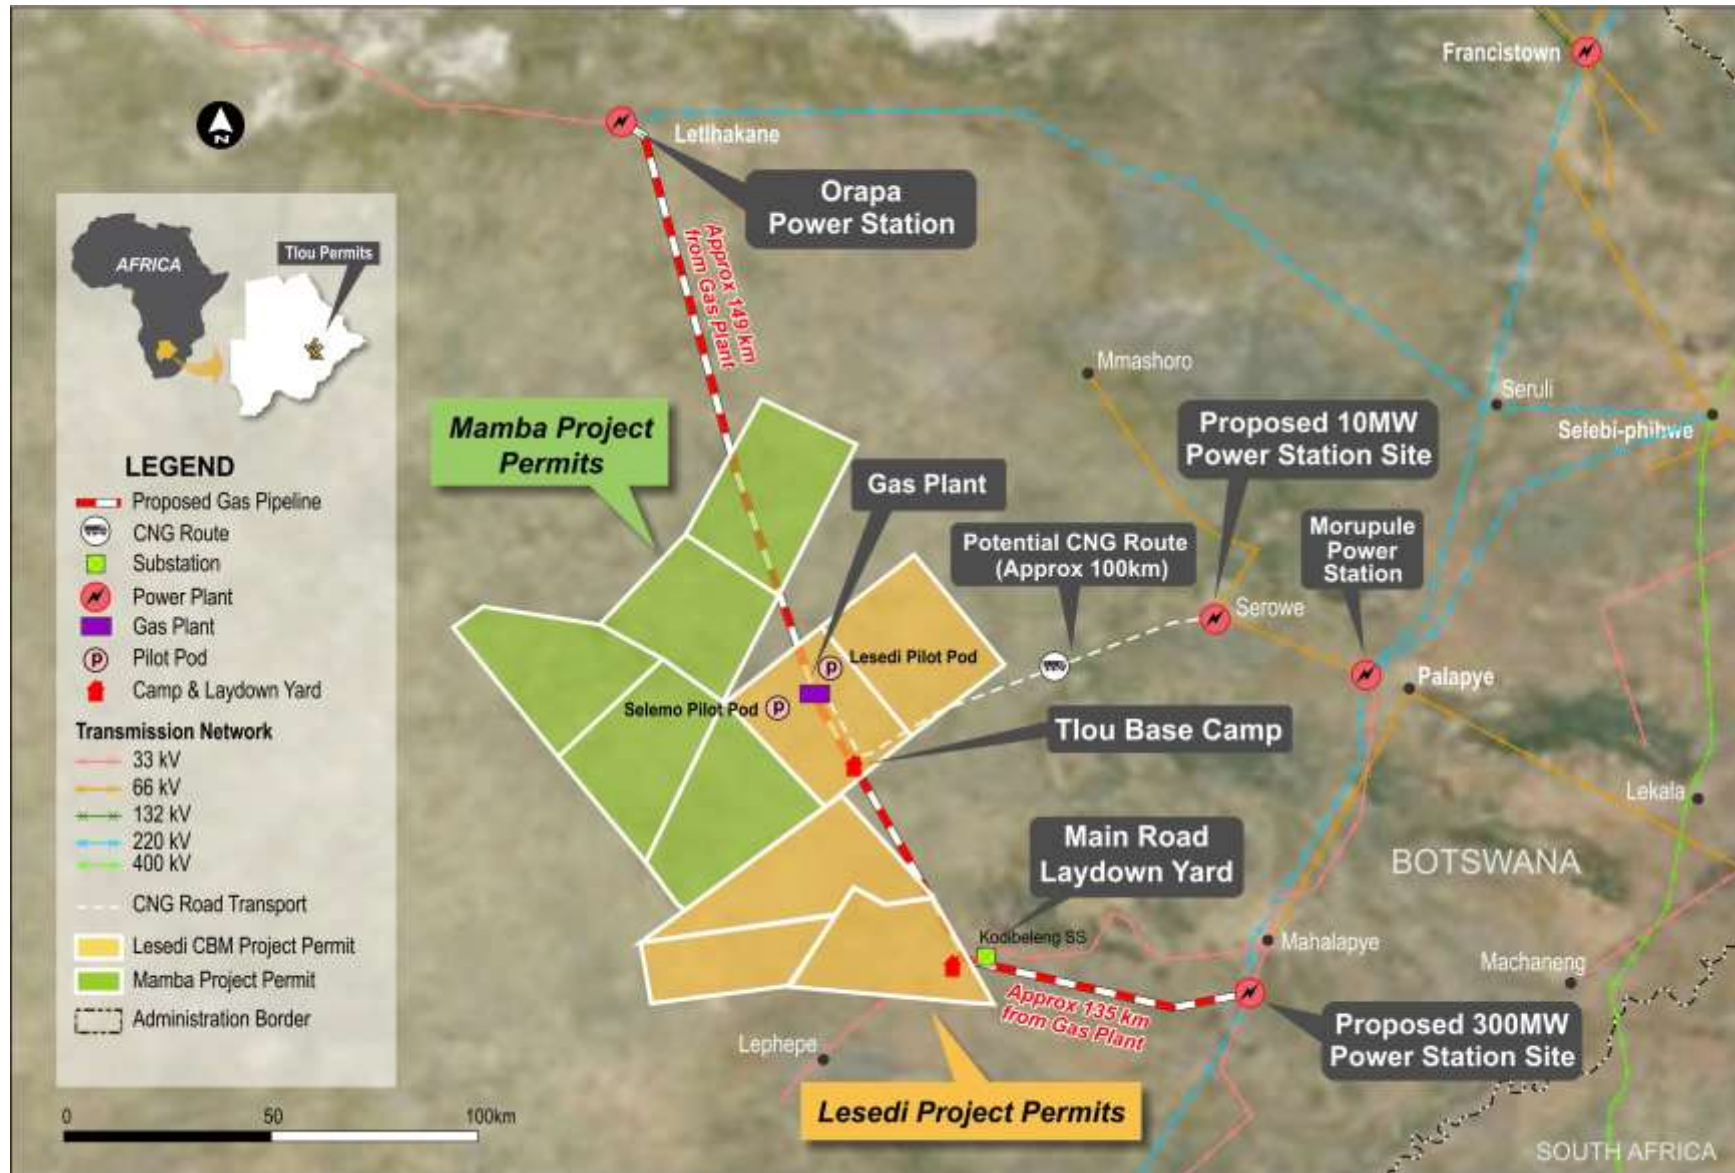 Francistown
Letlhakane
Orapa
Power Station
Approx 149 km
from Gas Plant
AFRICA
Tlou Permits
Mmashoro
Seruli
Selebi-phihwe
Mamba Project
Permits
Proposed 10MW
Power Station Site
Gas Plant
Potential CNG Route
(Approx 100km)
Morupule
Power
Station
Serowe
Lesedi Pilot Pod
Selemo Pilot Pod
Palapye
Tlou Base Camp
Lekala
Main Road
Laydown Yard
BOTSWANA
Kodibeleng SS
Mahalapye
Machaneng
Approx 135 km
from Gas Plant
Proposed 300MW
Power Station Site
Lephepe
Lesedi Project Permits
SOUTH AFRICA
LEGEND
Proposed Gas Pipeline
CNG Route
Substation
Power Plant
Gas Plant
P Pilot Pod
Camp & Laydown Yard
Transmission Network
33 kV
66 kV
132 kV
220 kV
400 kV
CNG Road Transport
Lesedi CBM Project Permit
Mamba Project Permit
Administration Border
0 50 100km
N
P
P